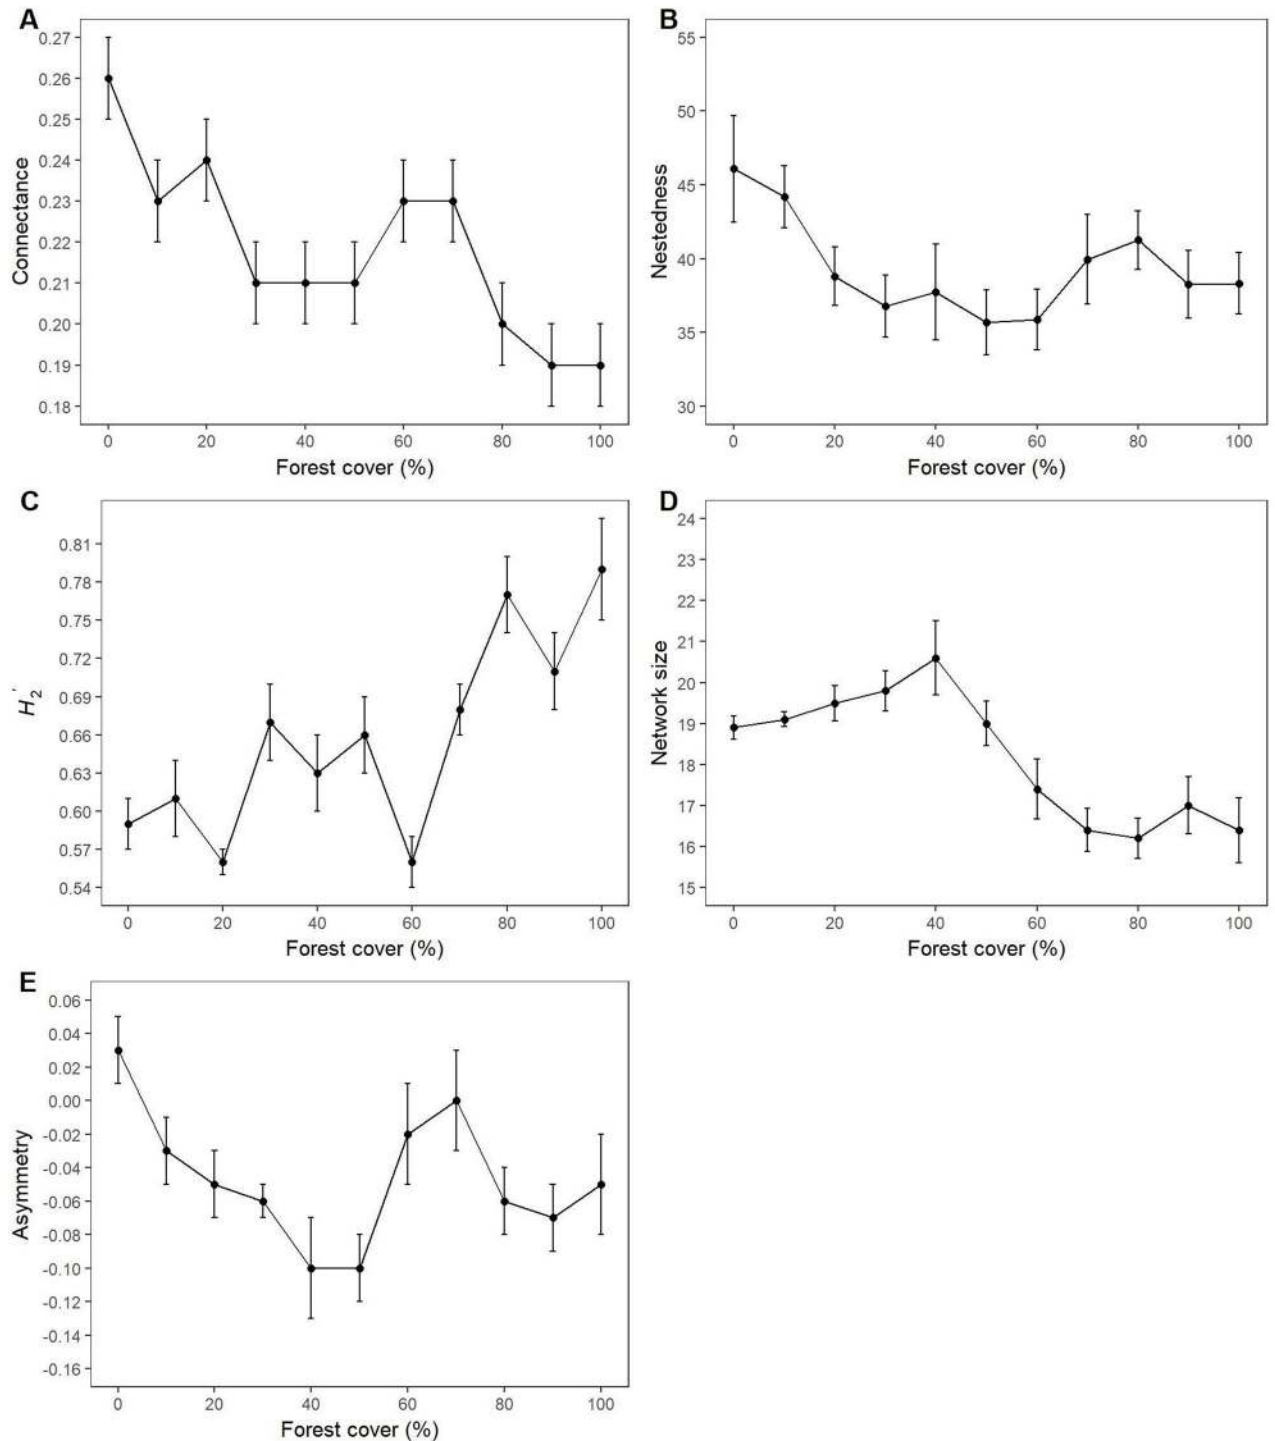 A
0.27
0.26
0.25
0.24
0.23
0.22
0.21
0.20
0.19
0.18
Connectance
0 20 40 60 80 100
Forest cover (%)
B
55
50
45
40
35
30
Nestedness
0 20 40 60 80 100
Forest cover (%)
C
0.81
0.78
0.75
0.72
0.69
0.66
0.63
0.60
0.57
0.54
H2'
0 20 40 60 80 100
Forest cover (%)
D
24
23
22
21
20
19
18
17
16
15
Network size
0 20 40 60 80 100
Forest cover (%)
E
0.06
0.04
0.02
0.00
-0.02
-0.04
-0.06
-0.08
-0.10
-0.12
-0.14
-0.16
Asymmetry
0 20 40 60 80 100
Forest cover (%)